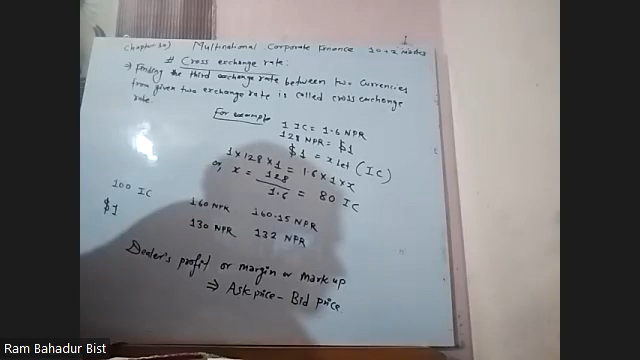 Chapter 10) Multinational Corporate Finance 10+2 marks
1
# Cross exchange rate:
⇒ Finding the third exchange rate between two currencies
from given two exchange rate is called cross exchange
rate.
For example
1 IC = 1.6 NPR
128 NPR = $1
$1 = x let (IC)
1×128×1 = 1.6×1×x
or, x = 128/1.6 = 80 IC
100 IC 160 NPR 160.15 NPR
$1 130 NPR 132 NPR
Dealer's profit or margin or mark up
⇒ Ask price - Bid price
Ram Bahadur Bist